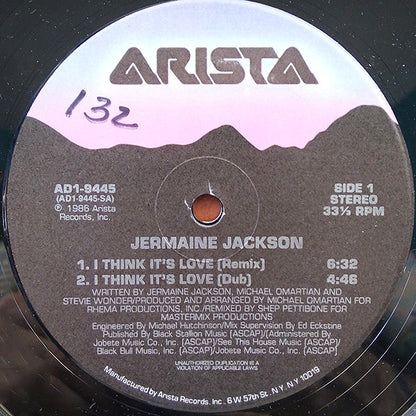 ARISTA
132
AD1-9445
(AD1-9445-SA)
℗ 1986 Arista
Records, Inc.
SIDE 1
STEREO
33⅓ RPM
JERMAINE JACKSON
1. I THINK IT'S LOVE (Remix) 6:32
2. I THINK IT'S LOVE (Dub) 4:46
WRITTEN BY JERMAINE JACKSON, MICHAEL OMARTIAN AND
STEVIE WONDER/PRODUCED AND ARRANGED BY MICHAEL OMARTIAN FOR
RHEMA PRODUCTIONS, INC./REMIXED BY SHEP PETTIBONE FOR
MASTERMIX PRODUCTIONS
Engineered By Michael Hutchinson/Mix Supervision By Ed Eckstine
Published By Black Stallion Music (ASCAP)/(Administered By
Jobete Music Co., Inc. (ASCAP)/See This House Music (ASCAP)/
Black Bull Music (ASCAP)/Jobete Music Co., Inc. (ASCAP)
UNAUTHORIZED DUPLICATION IS A
VIOLATION OF APPLICABLE LAWS
Manufactured by Arista Records, Inc. 6 W 57th St. N.Y. N.Y. 10019